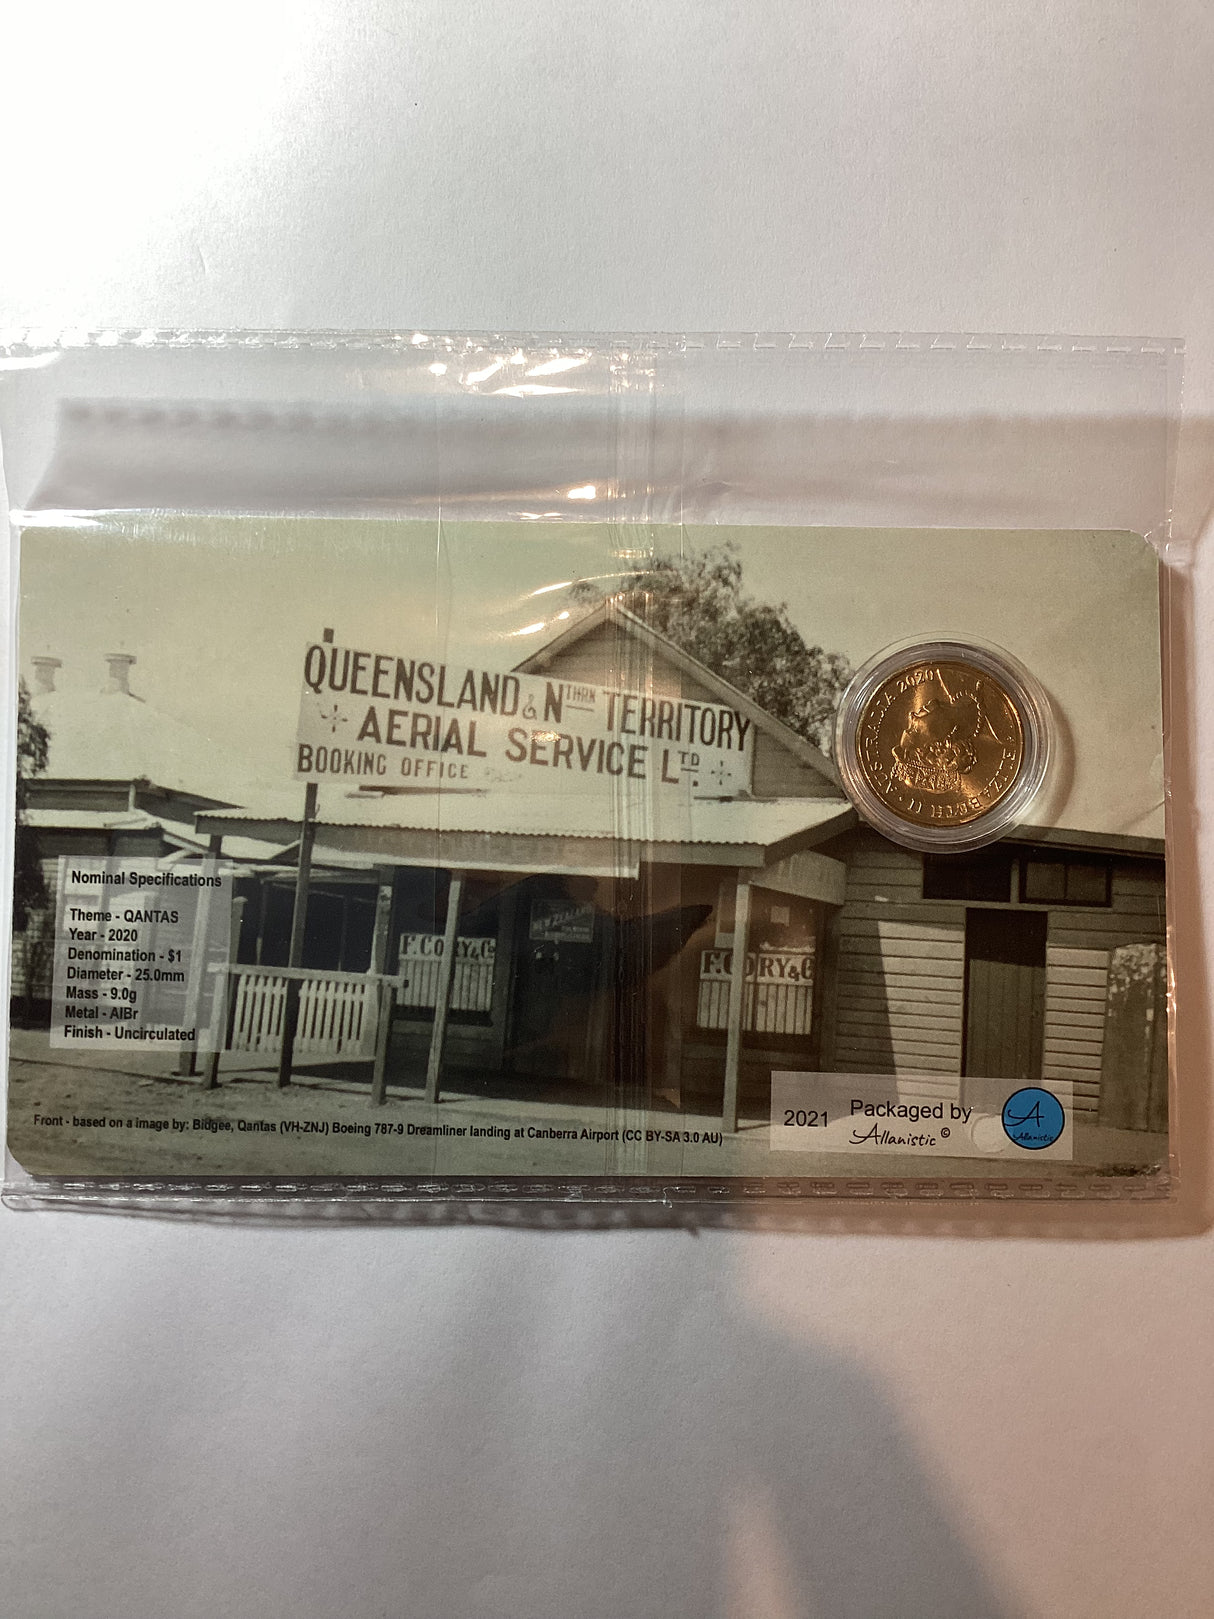 QUEENSLAND & NTHRN TERRITORY
AERIAL SERVICE LTD
BOOKING OFFICE
AUSTRALIA 2020
ELIZABETH II
Nominal Specifications
Theme - QANTAS
Year - 2020
Denomination - $1
Diameter - 25.0mm
Mass - 9.0g
Metal - AlBr
Finish - Uncirculated
NEW ZEALAND
F. CORY & Co
F. CORY & C
Front - based on a image by: Bidgee, Qantas (VH-ZNJ) Boeing 787-9 Dreamliner landing at Canberra Airport (CC BY-SA 3.0 AU)
2021
Packaged by
Allanistic ©
A
Allanistic